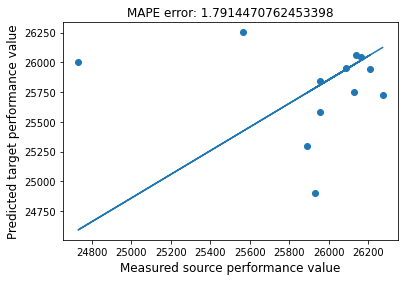 MAPE error: 1.7914470762453398
Predicted target performance value
26250
26000
25750
25500
25250
25000
24750
24800 25000 25200 25400 25600 25800 26000 26200
Measured source performance value